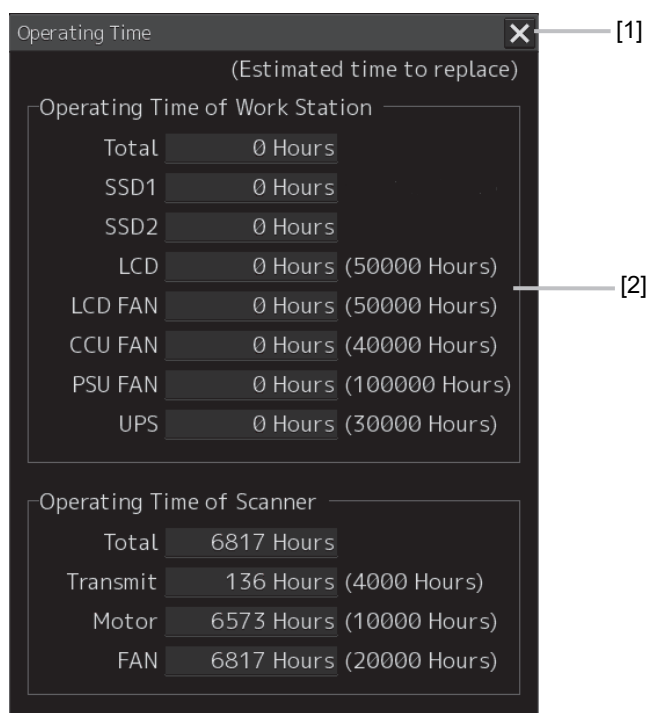 Operating Time [1]
(Estimated time to replace)
Operating Time of Work Station
Total 0 Hours
SSD1 0 Hours
SSD2 0 Hours
LCD 0 Hours (50000 Hours)
[2]
LCD FAN 0 Hours (50000 Hours)
CCU FAN 0 Hours (40000 Hours)
PSU FAN 0 Hours (100000 Hours)
UPS 0 Hours (30000 Hours)
Operating Time of Scanner
Total 6817 Hours
Transmit 136 Hours (4000 Hours)
Motor 6573 Hours (10000 Hours)
FAN 6817 Hours (20000 Hours)